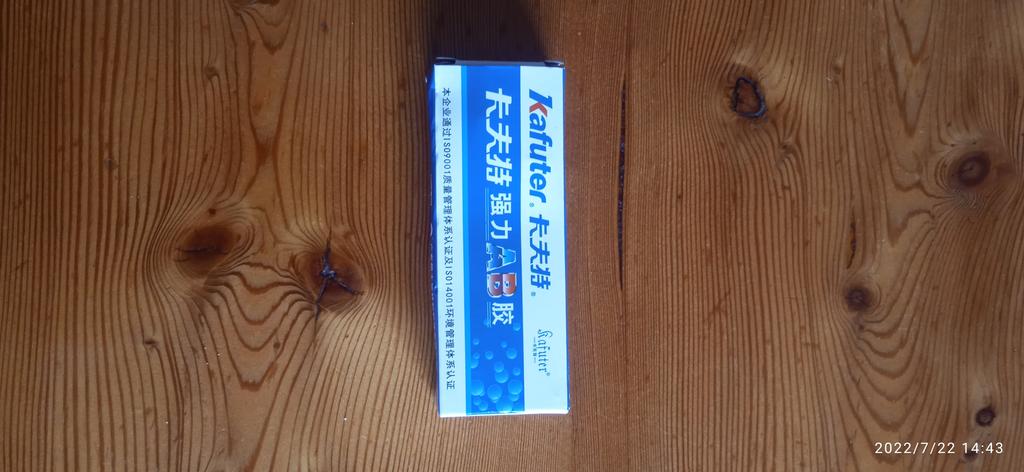 Kafuter® 卡夫特®
Kafuter®
卡夫特强力AB胶
本企业通过ISO9001质量管理体系认证及ISO14001环境管理体系认证
2022/7/22 14:43